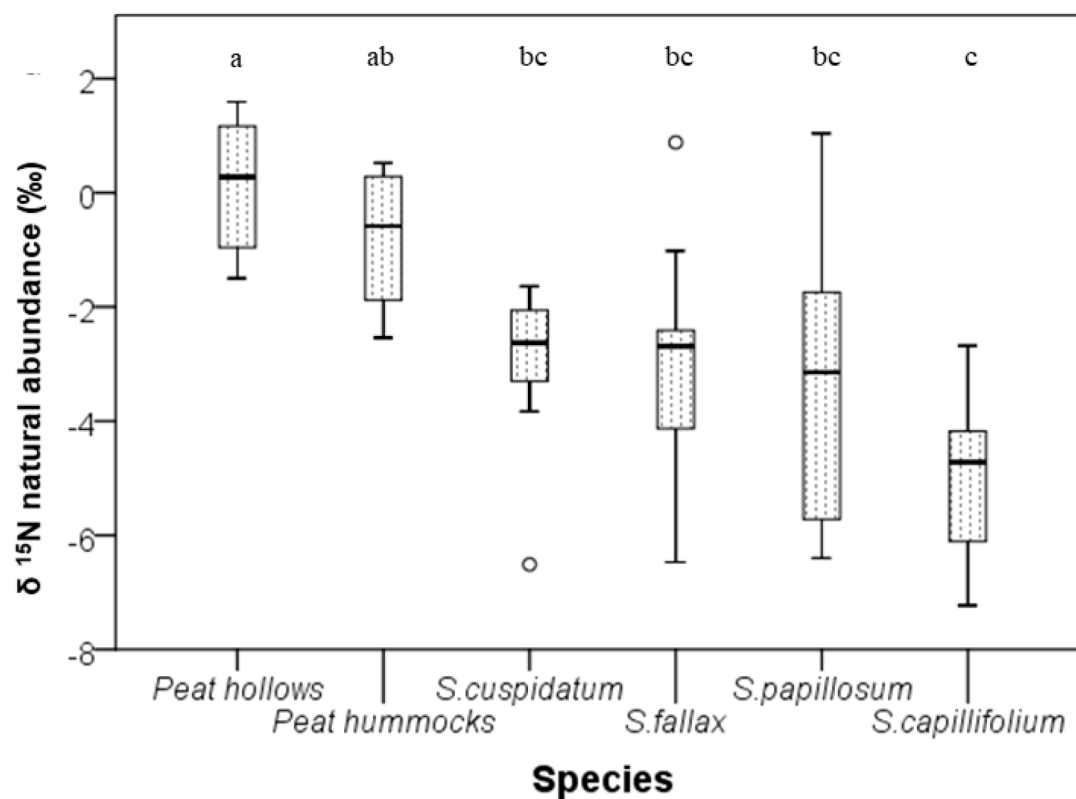 a ab bc bc bc c
2
0
-2
-4
-6
-8
δ ¹⁵N natural abundance (‰)
Peat hollows S.cuspidatum S.papillosum
Peat hummocks S.fallax S.capillifolium
Species